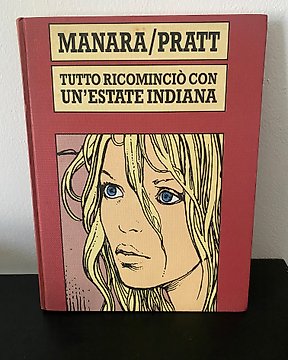 MANARA/PRATT
TUTTO RICOMINCIÒ CON
UN'ESTATE INDIANA